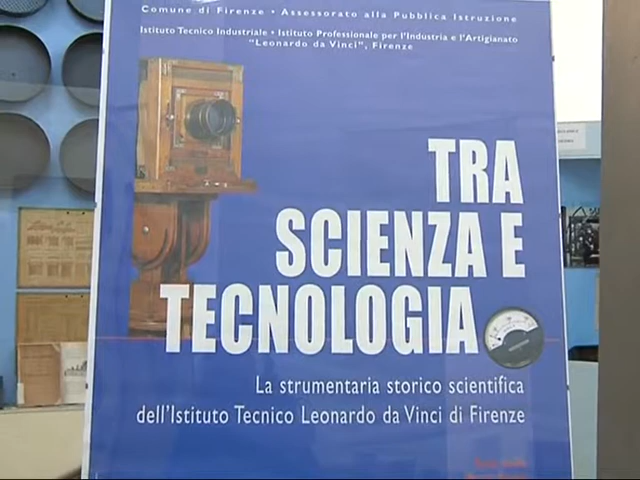 Comune di Firenze • Assessorato alla Pubblica Istruzione
Istituto Tecnico Industriale • Istituto Professionale per l'Industria e l'Artigianato
"Leonardo da Vinci", Firenze
TRA
SCIENZA E
TECNOLOGIA
La strumentaria storico scientifica
dell'Istituto Tecnico Leonardo da Vinci di Firenze